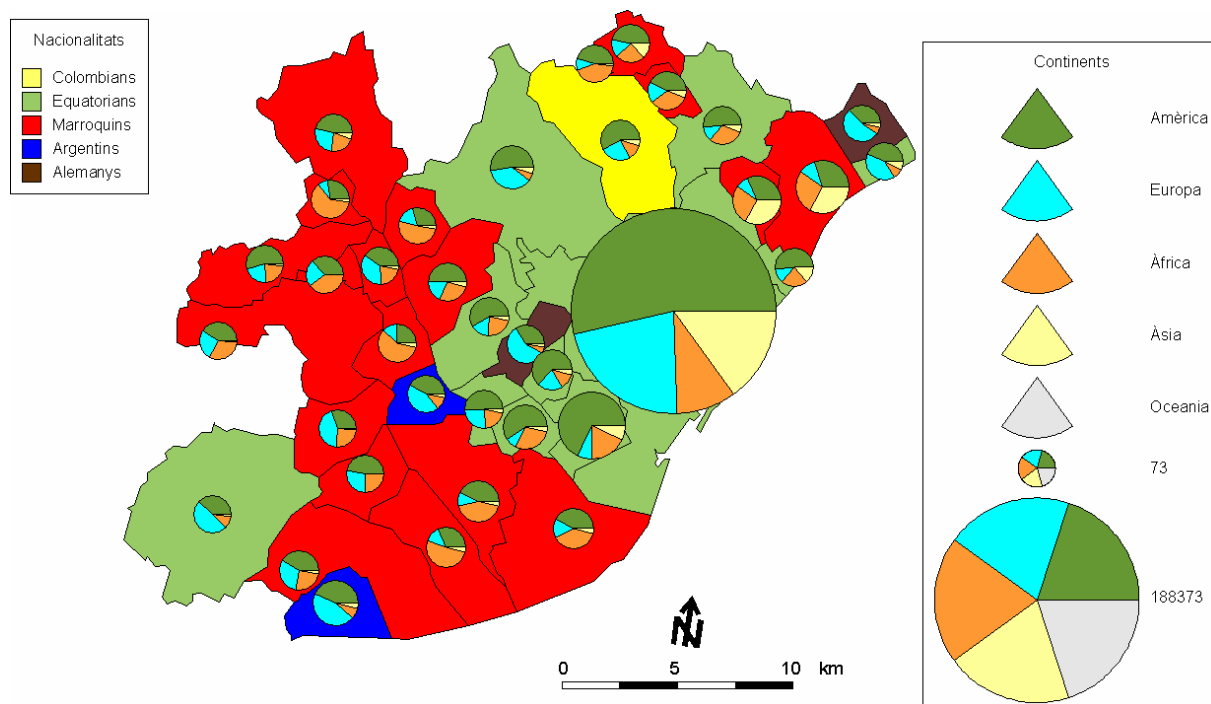 Nacionalitats
Colombians
Equatorians
Marroquins
Argentins
Alemanys
Continents
Amèrica
Europa
Àfrica
Àsia
Oceania
73
188373
N
0 5 10 km